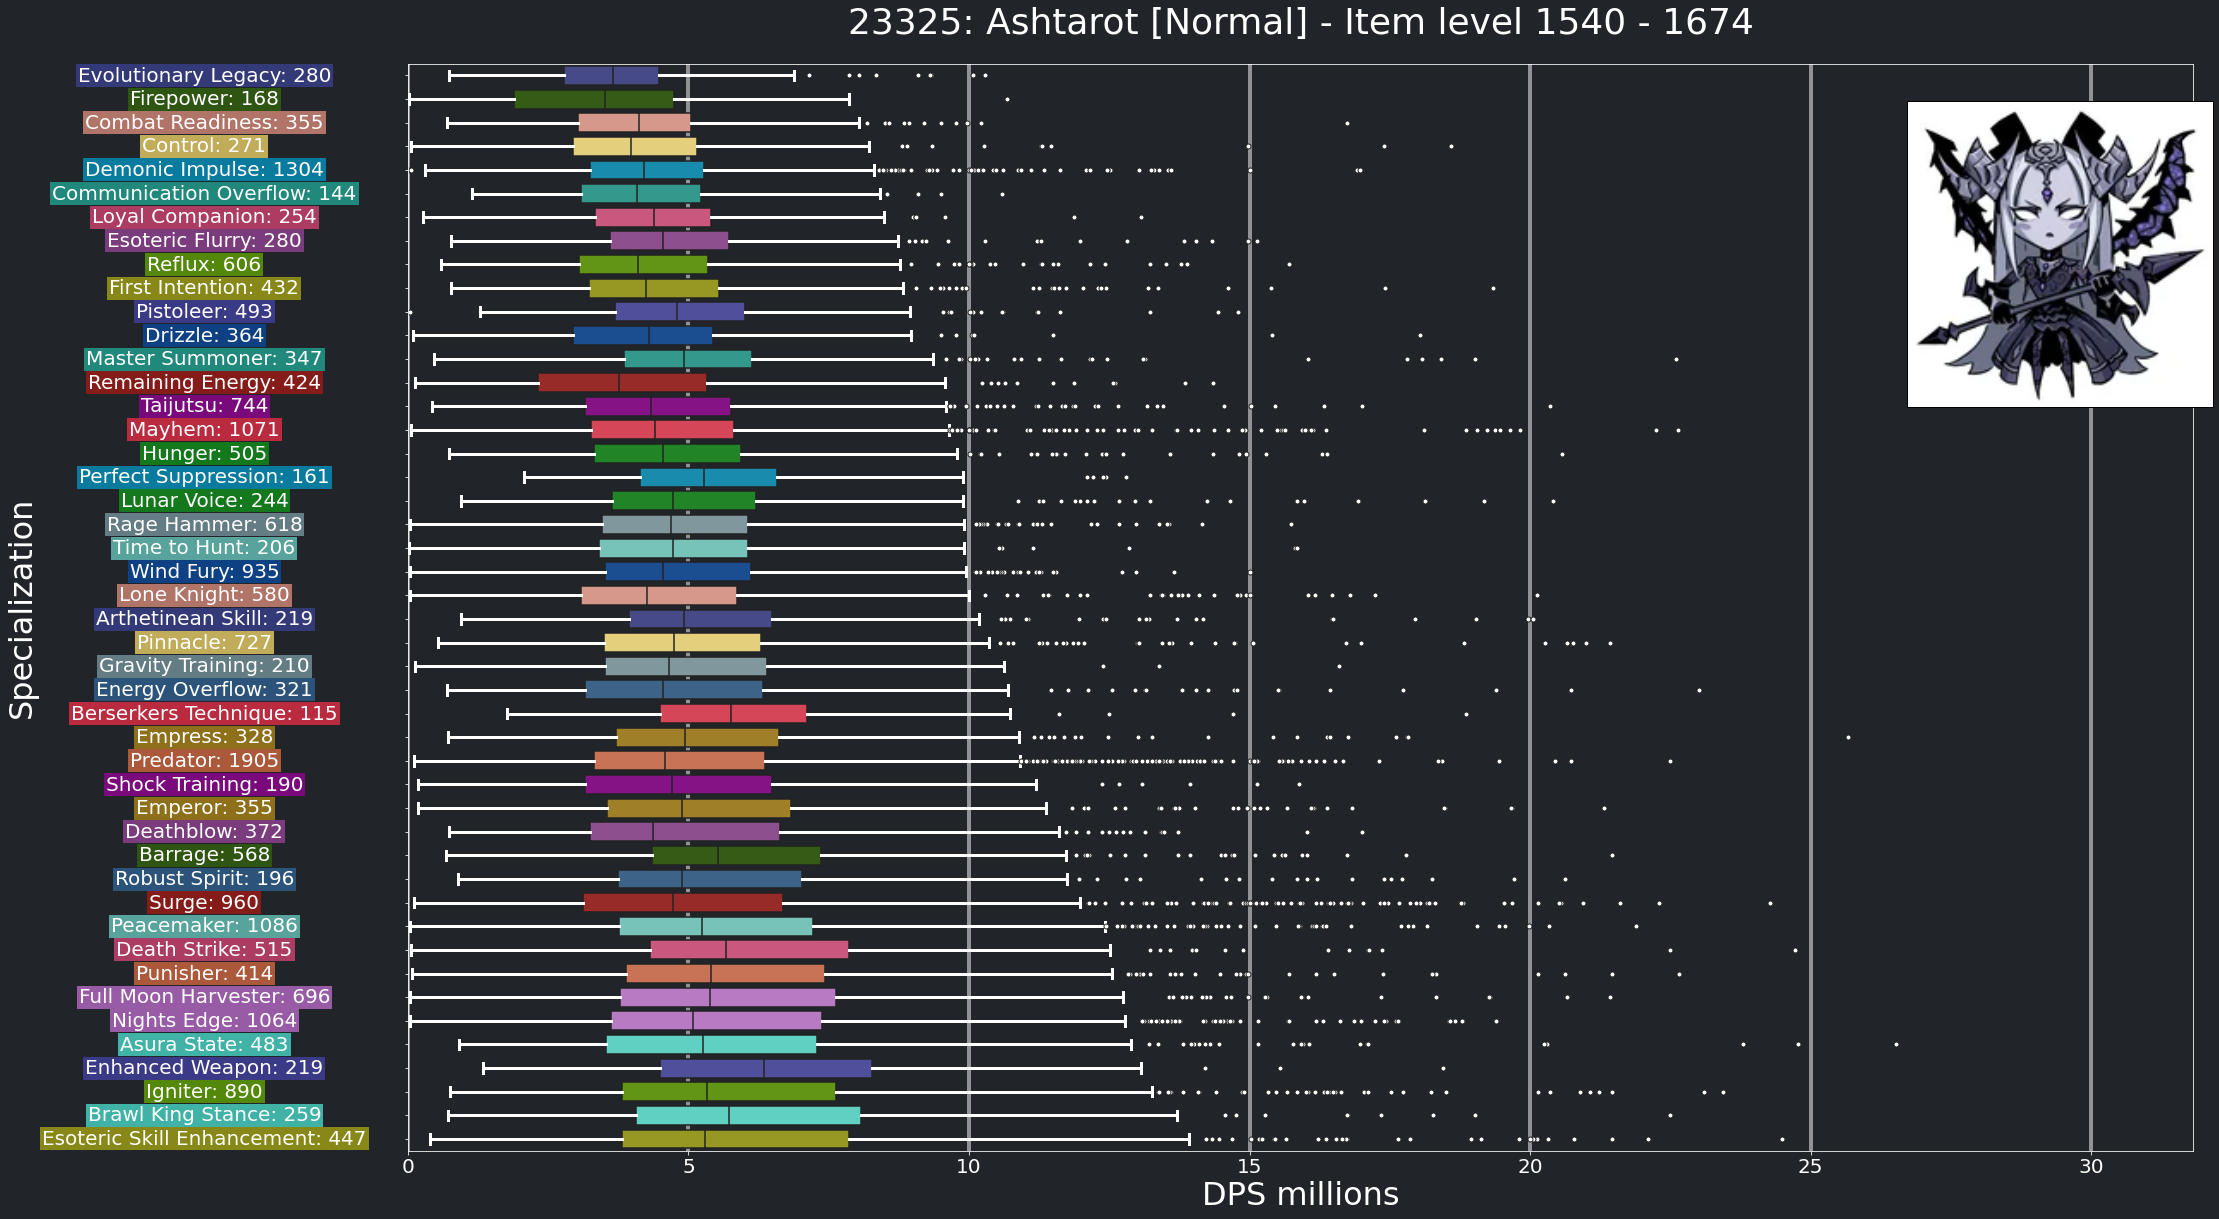 23325: Ashtarot [Normal] - Item level 1540 - 1674
Specialization
Evolutionary Legacy: 280
Firepower: 168
Combat Readiness: 355
Control: 271
Demonic Impulse: 1304
Communication Overflow: 144
Loyal Companion: 254
Esoteric Flurry: 280
Reflux: 606
First Intention: 432
Pistoleer: 493
Drizzle: 364
Master Summoner: 347
Remaining Energy: 424
Taijutsu: 744
Mayhem: 1071
Hunger: 505
Perfect Suppression: 161
Lunar Voice: 244
Rage Hammer: 618
Time to Hunt: 206
Wind Fury: 935
Lone Knight: 580
Arthetinean Skill: 219
Pinnacle: 727
Gravity Training: 210
Energy Overflow: 321
Berserkers Technique: 115
Empress: 328
Predator: 1905
Shock Training: 190
Emperor: 355
Deathblow: 372
Barrage: 568
Robust Spirit: 196
Surge: 960
Peacemaker: 1086
Death Strike: 515
Punisher: 414
Full Moon Harvester: 696
Nights Edge: 1064
Asura State: 483
Enhanced Weapon: 219
Igniter: 890
Brawl King Stance: 259
Esoteric Skill Enhancement: 447
0 5 10 15 20 25 30
DPS millions